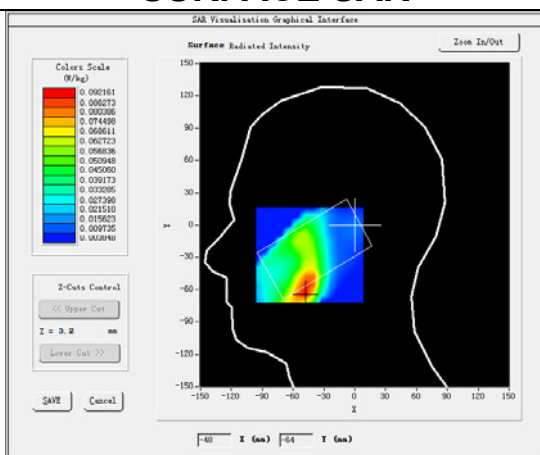 SURFACE SAR
SAR Visualisation Graphical Interface
Surface Radiated Intensity
Zoom In/Out
Colors Scale
(W/kg)
0.092161
0.086273
0.080386
0.074498
0.068611
0.062723
0.056836
0.050948
0.045060
0.039173
0.033285
0.027398
0.021510
0.015623
0.009735
0.003848
Z-Cuts Control
<< Upper Cut
Z = 3.2 mm
Lower Cut >>
SAVE Cancel
150
120
90
60
30
0
-30
-60
-90
-120
-150
Y
-150 -120 -90 -60 -30 0 30 60 90 120 150
X
-48 X (mm) -64 Y (mm)